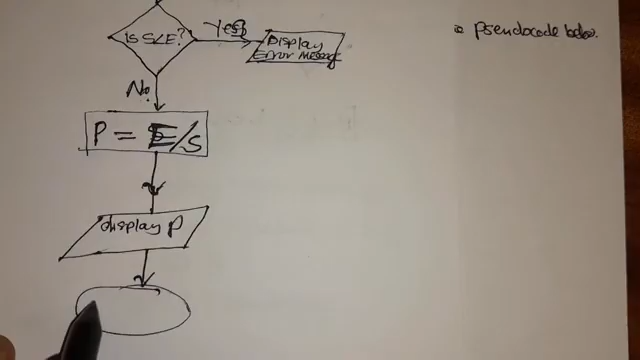 IS S<E? YES
Display
ERROR Message
• pseudocode below.
No.
P = E/S
display P